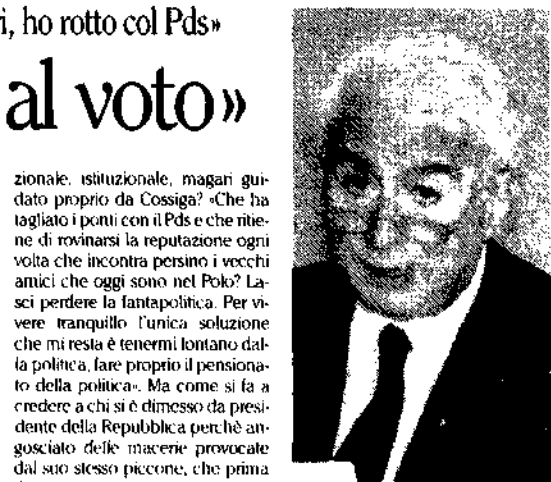 i, ho rotto col Pds»
al voto»
zionale, istituzionale, magari gui-
dato proprio da Cossiga? «Che ha
tagliato i ponti con il Pds e che ritie-
ne di rovinarsi la reputazione ogni
volta che incontra persino i vecchi
amici che oggi sono nel Polo? La-
sci perdere la fantapolitica. Per vi-
vere tranquillo l'unica soluzione
che mi resta è tenermi lontano dal-
la politica, fare proprio il pensiona-
to della politica». Ma come si fa a
credere a chi si è dimesso da presi-
dente della Repubblica perchè an-
gosciato delle macerie provocate
dal suo stesso piccone, che prima